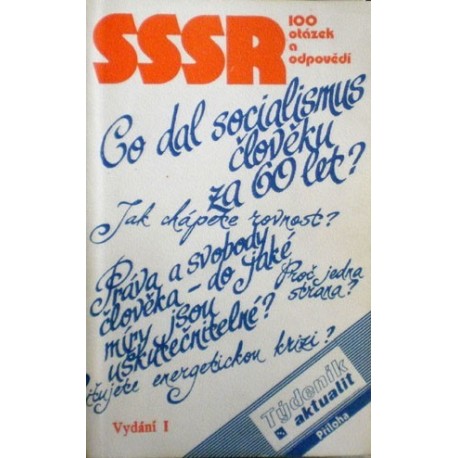 SSSR
100
otázek
a
odpovědí
Co dal socialismus
člověku
za 60 let?
Jak chápete rovnost?
Práva a svobody
člověka – do jaké
míry jsou
uskutečnitelné?
Proč jedna
strana?
energetickou krizi?
Týdeník
aktualit
Příloha
Vydání I